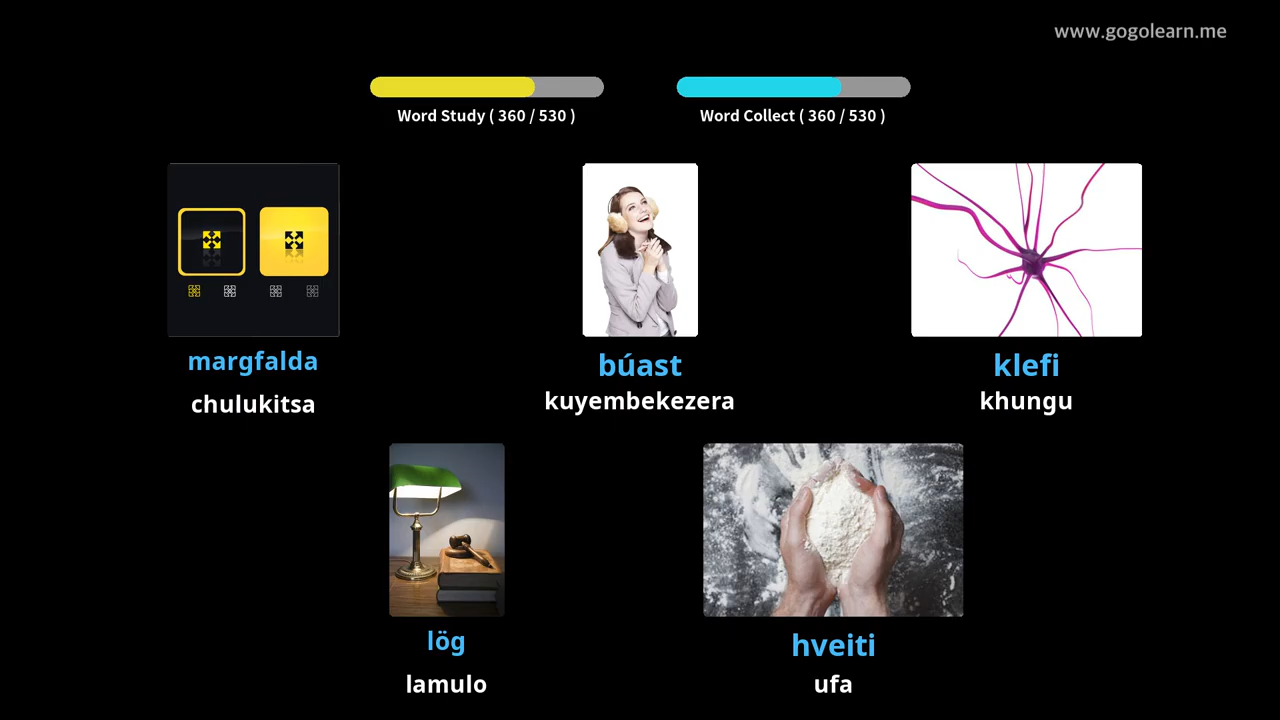 www.gogolearn.me
Word Study ( 360 / 530 )
Word Collect ( 360 / 530 )
margfalda
chulukitsa
búast
kuyembekezera
klefi
khungu
lög
lamulo
hveiti
ufa